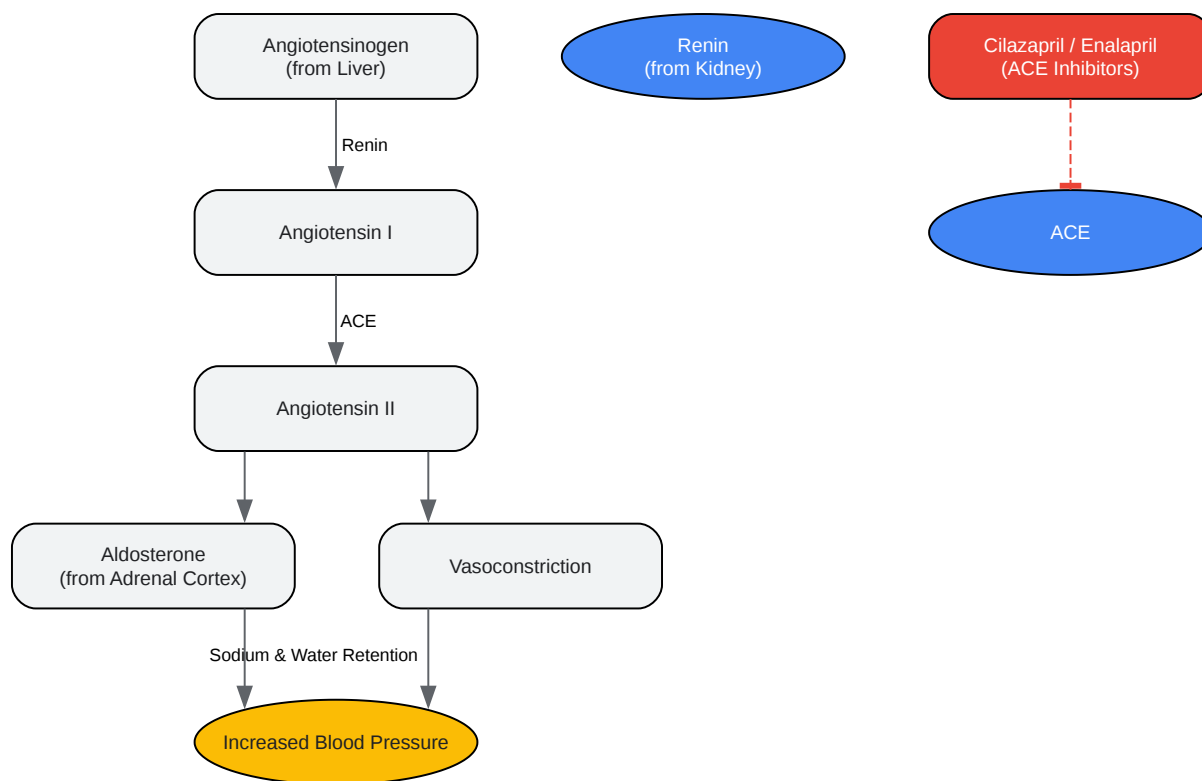 Angiotensinogen
(from Liver)
Renin
(from Kidney)
Cilazapril / Enalapril
(ACE Inhibitors)
Renin
Angiotensin I
ACE
ACE
Angiotensin II
Aldosterone
(from Adrenal Cortex)
Vasoconstriction
Sodium & Water Retention
Increased Blood Pressure